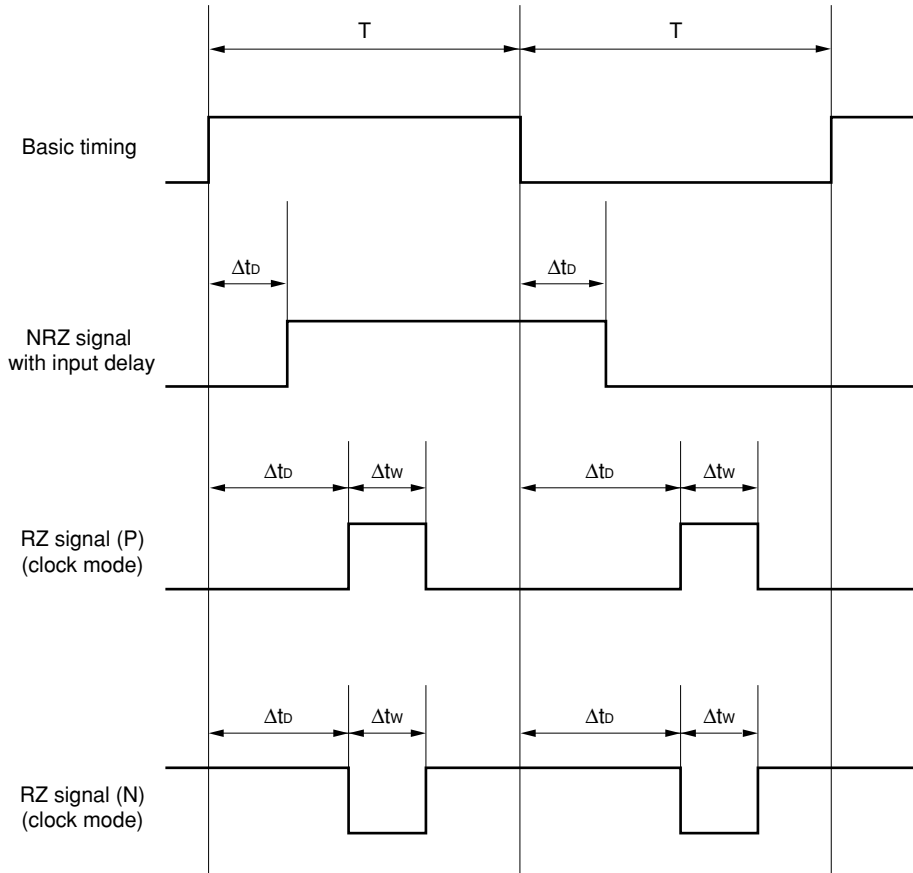 T T
Basic timing
ΔtD ΔtD
NRZ signal
with input delay
ΔtD ΔtW ΔtD ΔtW
RZ signal (P)
(clock mode)
ΔtD ΔtW ΔtD ΔtW
RZ signal (N)
(clock mode)